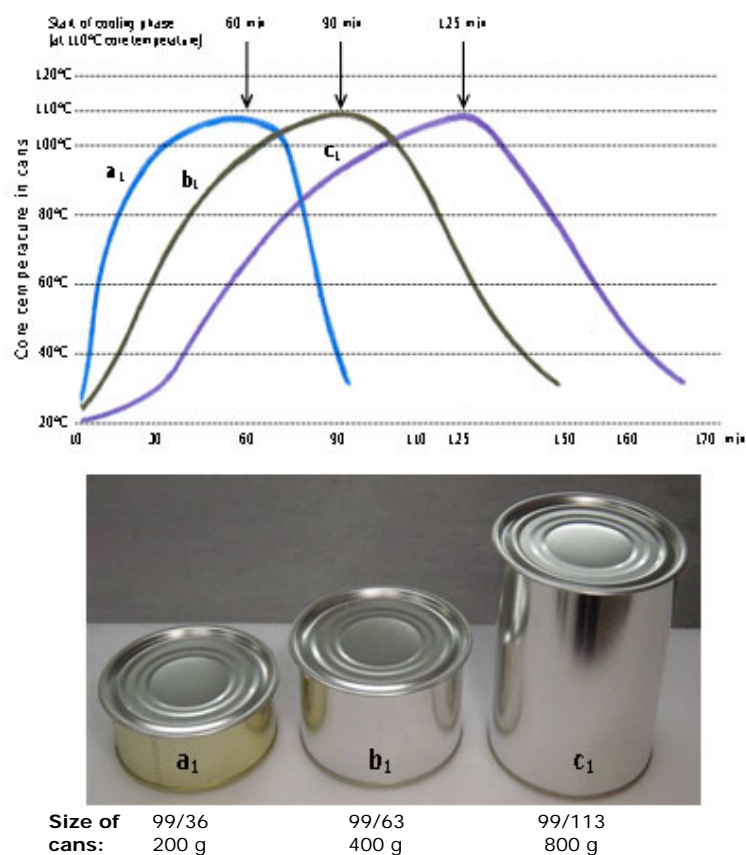 Start of cooling phase 60 min 90 min 125 min
(at 110°C core temperature)
120°C
110°C
100°C
80°C
60°C
40°C
20°C
Core temperature in cans
a1
b1
c1
10 30 60 90 110 125 150 160 170 min
a1 b1 c1
Size of 99/36 99/63 99/113
cans: 200 g 400 g 800 g